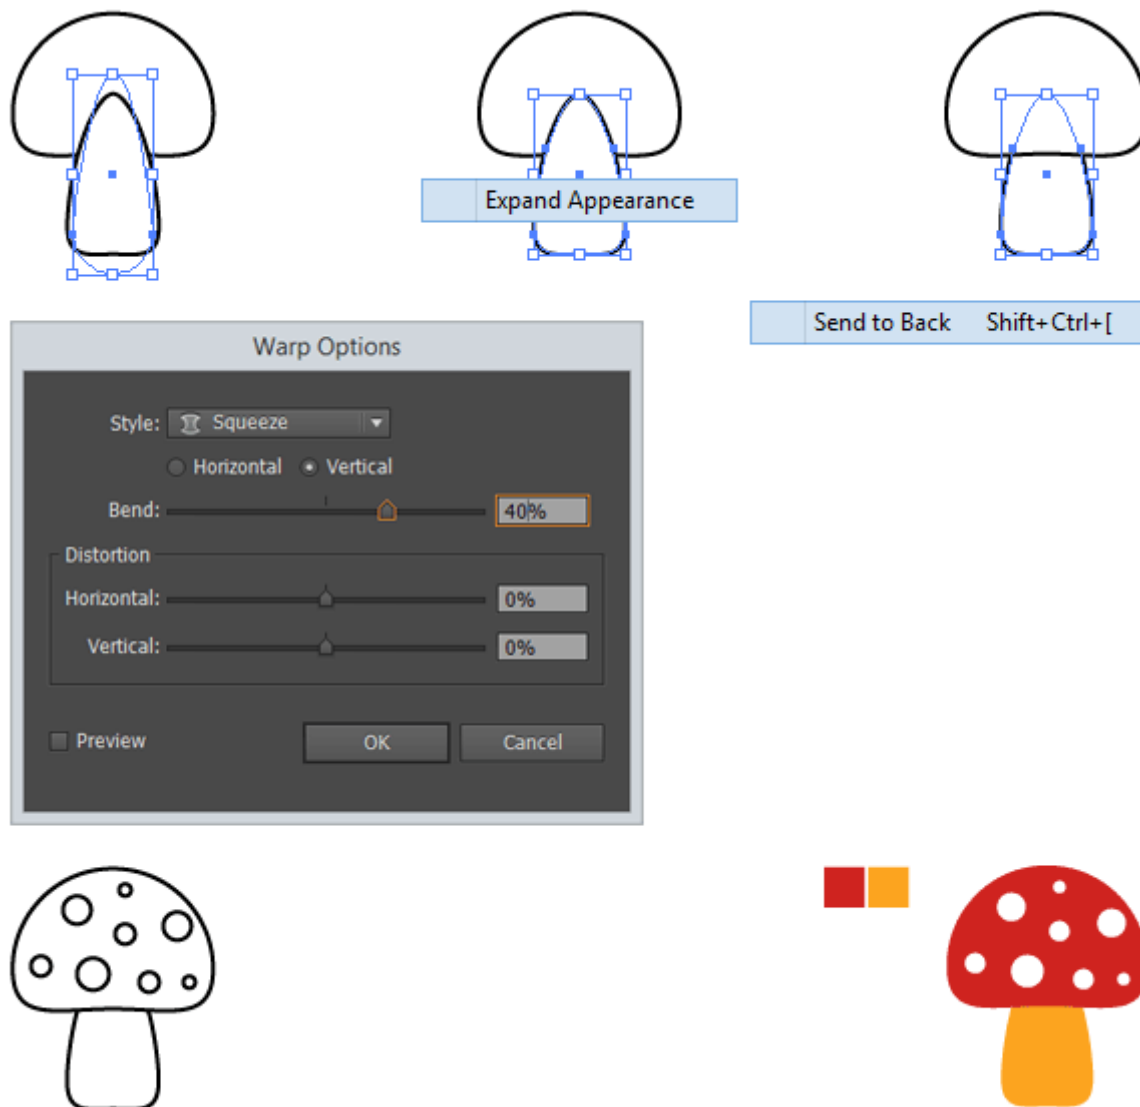 Expand Appearance
Send to Back Shift+Ctrl+[
Warp Options
Style: Squeeze
Horizontal Vertical
Bend: 40%
Distortion
Horizontal: 0%
Vertical: 0%
Preview OK Cancel